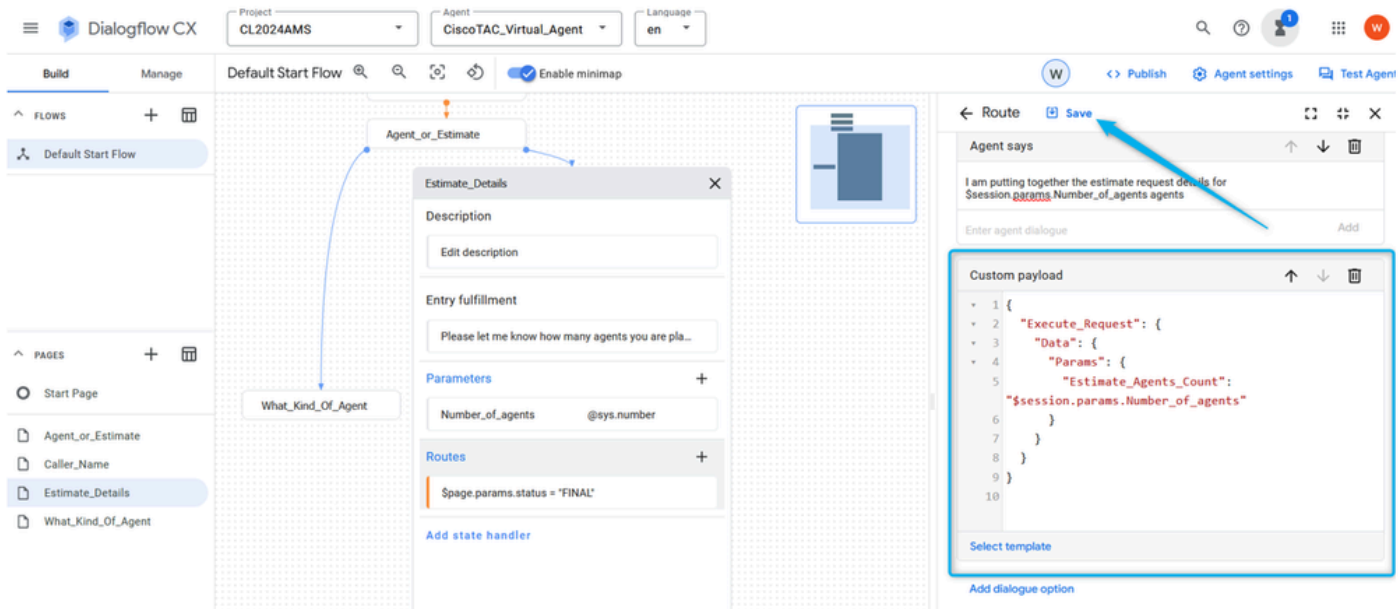 Dialogflow CX
Project
CL2024AMS
Agent
CiscoTAC_Virtual_Agent
Language
en
1
W
Build
Manage
Default Start Flow
Enable minimap
W
Publish
Agent settings
Test Agent
FLOWS
Default Start Flow
PAGES
Start Page
Agent_or_Estimate
Caller_Name
Estimate_Details
What_Kind_Of_Agent
Agent_or_Estimate
What_Kind_Of_Agent
Estimate_Details
Description
Edit description
Entry fulfillment
Please let me know how many agents you are pla...
Parameters
Number_of_agents @sys.number
Routes
$page.params.status = "FINAL"
Add state handler
Route
Save
Agent says
I am putting together the estimate request details for
$session.params.Number_of_agents agents
Enter agent dialogue
Add
Custom payload
1 {
2 "Execute_Request": {
3 "Data": {
4 "Params": {
5 "Estimate_Agents_Count":
"$session.params.Number_of_agents"
6 }
7 }
8 }
9 }
10
Select template
Add dialogue option